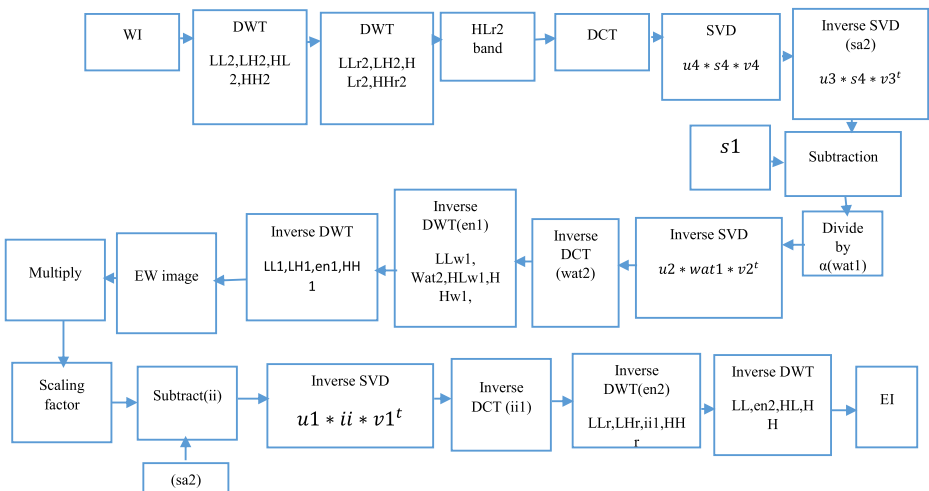 WI
DWT
LL2,LH2,HL
2,HH2
DWT
LLr2,LH2,H
Lr2,HHr2
HLr2
band
DCT
SVD
u4 ∗ s4 ∗ v4
Inverse SVD
(sa2)
u3 ∗ s4 ∗ v3ᵗ
s1
Subtraction
Divide
by
α(wat1)
Inverse SVD
u2 ∗ wat1 ∗ v2ᵗ
Inverse
DCT
(wat2)
Inverse
DWT(en1)
LLw1,
Wat2,HLw1,H
Hw1,
Inverse DWT
LL1,LH1,en1,HH
1
EW image
Multiply
Scaling
factor
Subtract(ii)
(sa2)
Inverse SVD
u1 ∗ ii ∗ v1ᵗ
Inverse
DCT (ii1)
Inverse
DWT(en2)
LLr,LHr,ii1,HH
r
Inverse DWT
LL,en2,HL,H
H
EI